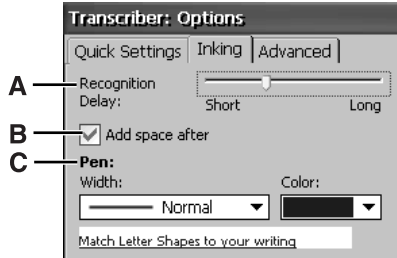 Transcriber: Options
Quick Settings Inking Advanced
A Recognition
Delay:
Short Long
B Add space after
C Pen:
Width: Color:
Normal
Match Letter Shapes to your writing